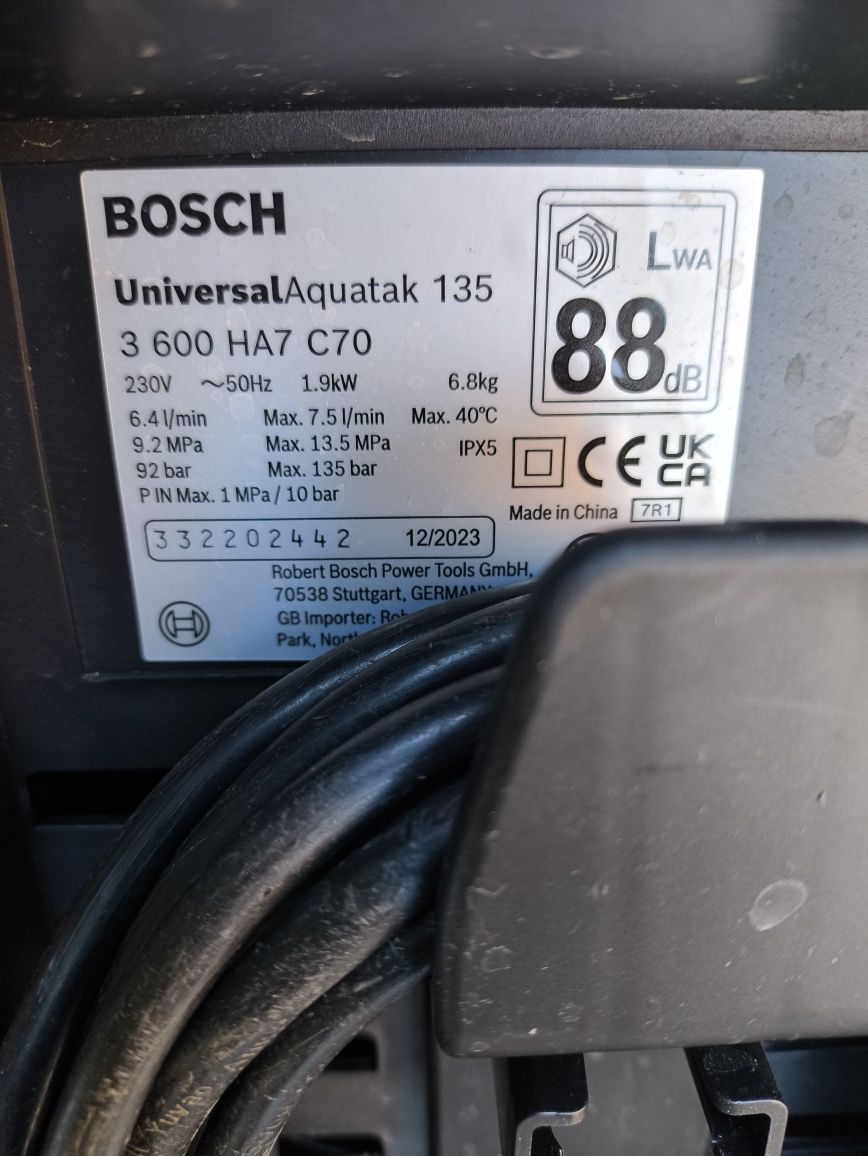 BOSCH
UniversalAquatak 135
3 600 HA7 C70
230V ～50Hz 1.9kW 6.8kg
6.4 l/min Max. 7.5 l/min Max. 40°C
9.2 MPa Max. 13.5 MPa IPX5
92 bar Max. 135 bar
P IN Max. 1 MPa / 10 bar
332202442 12/2023
Robert Bosch Power Tools GmbH,
70538 Stuttgart, GERMANY
GB Importer:
Park,
LWA
88 dB
CE UK
CA
Made in China 7R1